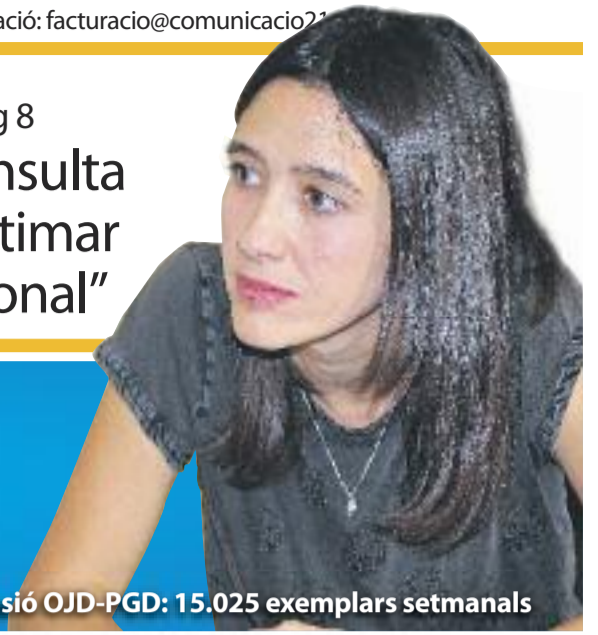 ació: facturacio@comunicacio21
g 8
nsulta
timar
onal”
sió OJD-PGD: 15.025 exemplars setmanals